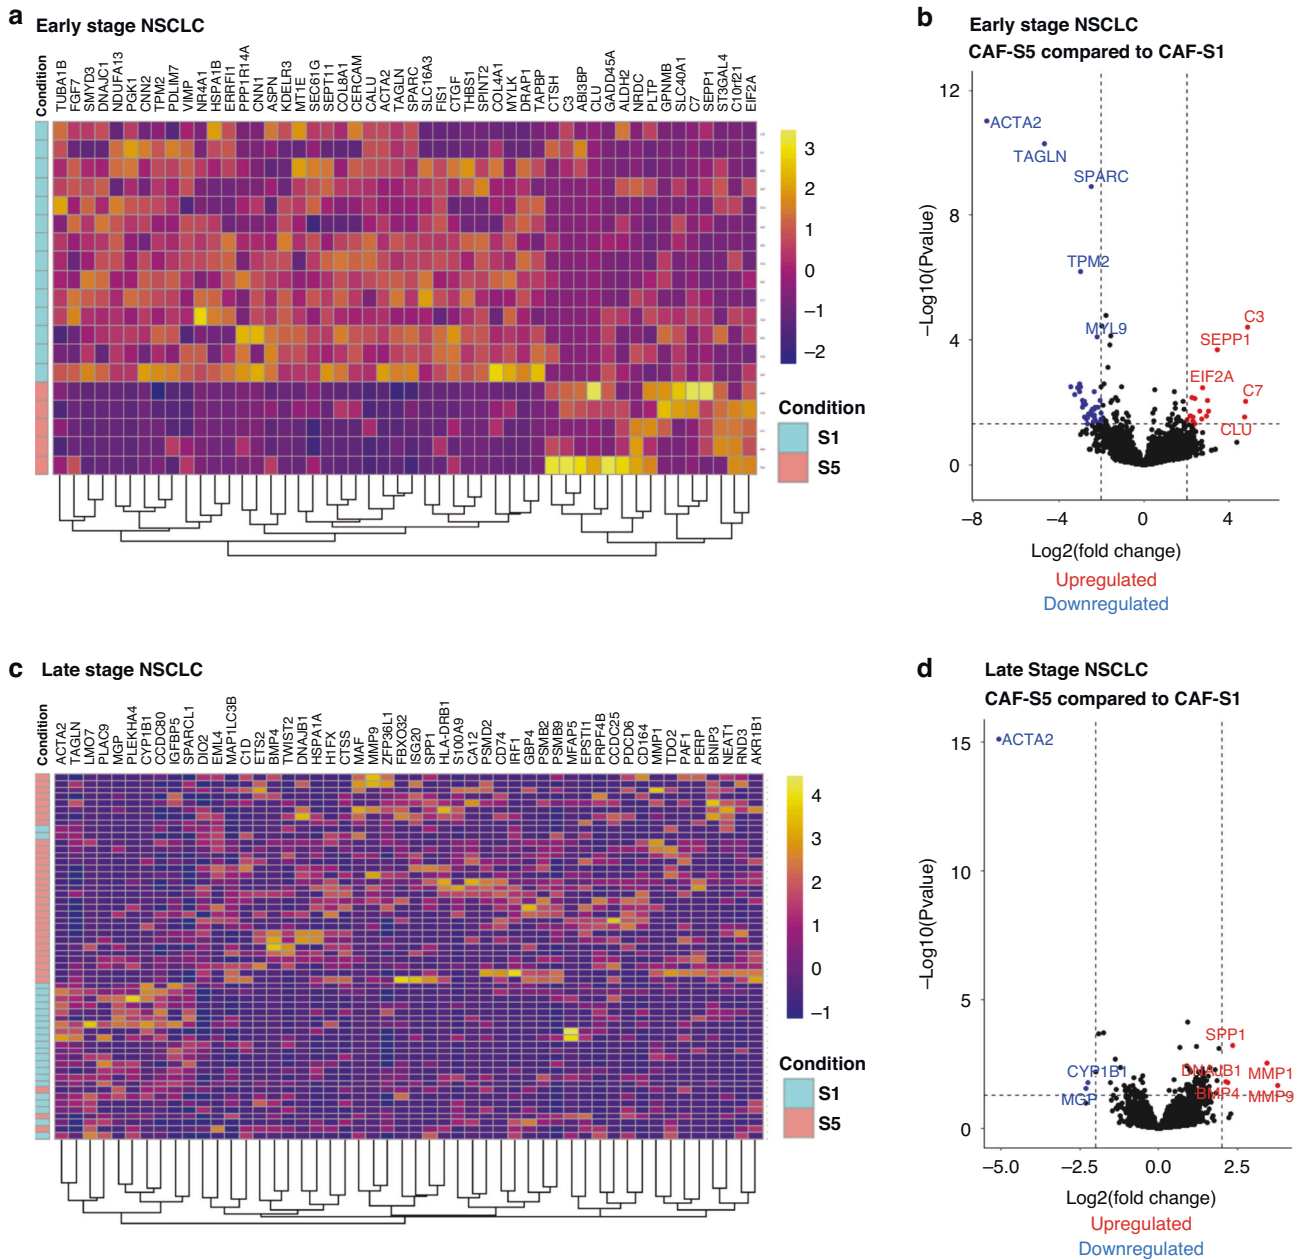 a Early stage NSCLC
Condition
TUBA1B
FGF7
SMYD3
DNAJC1
NDUFA13
PGK1
CNN2
TPM2
PDLIM7
VIMP
NR4A1
HSPA1B
ERRFI1
PPP1R14A
CNN1
ASPN
KDELR3
MT1E
SEC61G
SEPT11
COL8A1
CERCAM
CALU
ACTA2
TAGLN
SPARC
SLC16A3
FIS1
CTGF
THBS1
SPINT2
COL4A1
MYLK
DRAP1
TAPBP
CTSH
C3
ABI3BP
CLU
GADD45A
ALDH2
NRDC
PLTP
GPNMB
SLC40A1
C7
SEPP1
ST3GAL4
C10rf21
EIF2A
3
2
1
0
−1
−2
Condition
S1
S5
b Early stage NSCLC
CAF-S5 compared to CAF-S1
12
8
4
0
−Log10(Pvalue)
ACTA2
TAGLN
SPARC
TPM2
MYL9
C3
SEPP1
EIF2A
C7
CLU
−8 −4 0 4
Log2(fold change)
Upregulated
Downregulated
c Late stage NSCLC
Condition
ACTA2
TAGLN
LMO7
PLAC9
MGP
PLEKHA4
CYP1B1
CCDC80
IGFBP5
SPARCL1
DIO2
EML4
MAP1LC3B
C1D
ETS2
BMP4
TWIST2
DNAJB1
HSPA1A
H1FX
CTSS
MAF
MMP9
ZFP36L1
FBXO32
ISG20
SPP1
HLA-DRB1
S100A9
CA12
PSMD2
CD74
IRF1
GBP4
PSMB2
PSMB9
MFAP5
EPSTI1
PRPF4B
CCDC25
PDCD6
CD164
MMP1
TDO2
PAF1
PERP
BNIP3
NEAT1
RND3
AKR1B1
4
3
2
1
0
−1
Condition
S1
S5
d Late Stage NSCLC
CAF-S5 compared to CAF-S1
15
10
5
0
−Log10(Pvalue)
ACTA2
SPP1
CYP1B1
DNAJB1
MMP1
MGP
BMP4
MMP9
−5.0 −2.5 0.0 2.5
Log2(fold change)
Upregulated
Downregulated